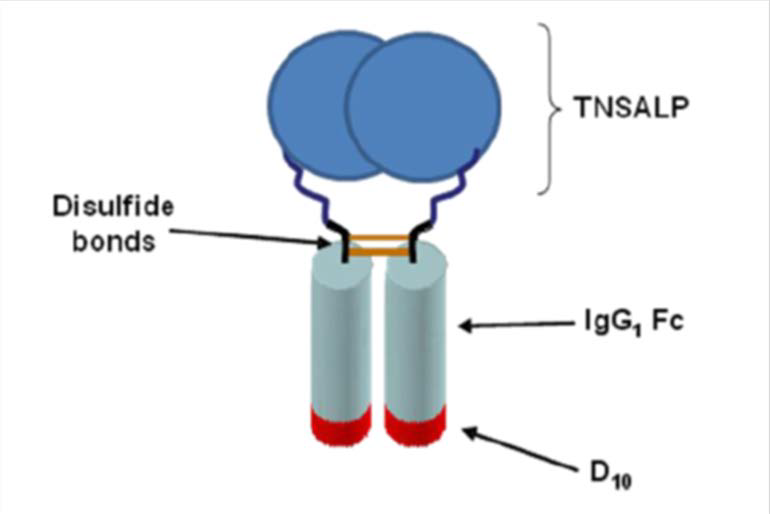 TNSALP
Disulfide
bonds
IgG₁ Fc
D₁₀